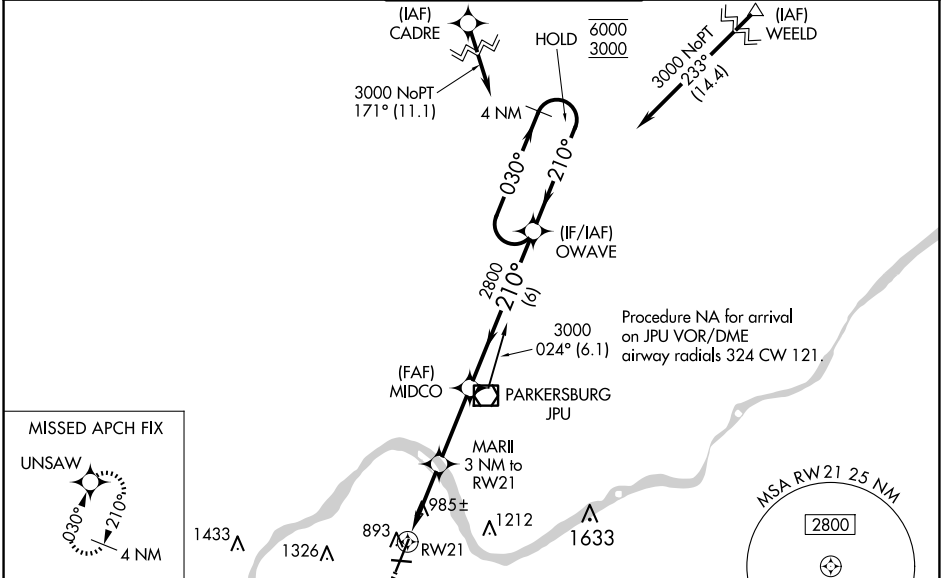 (IAF)
CADRE
HOLD
6000
3000
(IAF)
WEELD
3000 NoPT
233°
(14.4)
3000 NoPT
171° (11.1)
4 NM
030°
210°
(IF/IAF)
OWAVE
2800
210°
(6)
3000
024° (6.1)
Procedure NA for arrival
on JPU VOR/DME
airway radials 324 CW 121.
(FAF)
MIDCO
PARKERSBURG
JPU
MISSED APCH FIX
UNSAW
030°
210°
4 NM
MARII
3 NM to
RW21
985±
1212
1633
893
RW21
1433
1326
MSA RW21 25 NM
2800